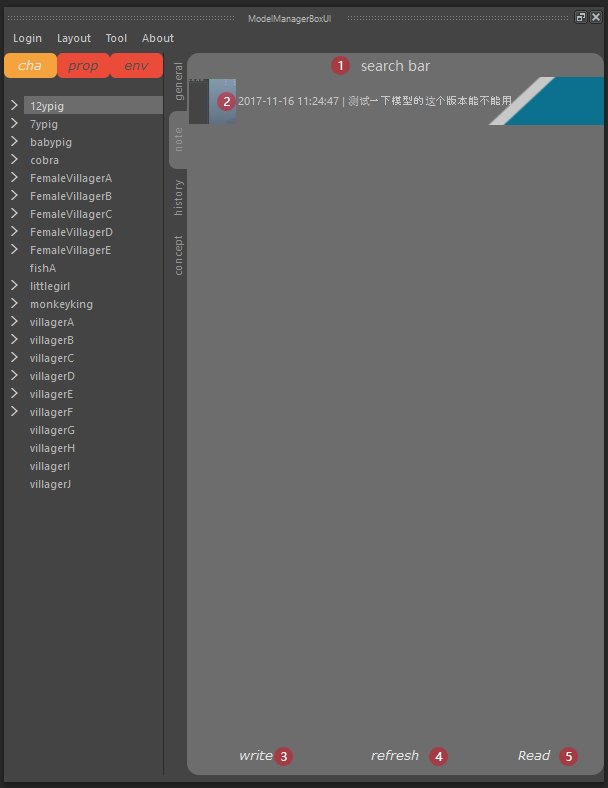 ModelManagerBoxUI
Login Layout Tool About
cha prop env
12ypig
7ypig
babypig
cobra
FemaleVillagerA
FemaleVillagerB
FemaleVillagerC
FemaleVillagerD
FemaleVillagerE
fishA
littlegirl
monkeyking
villagerA
villagerB
villagerC
villagerD
villagerE
villagerF
villagerG
villagerH
villagerI
villagerJ
general
note
history
concept
1 search bar
2 2017-11-16 11:24:47 | 测试一下模型的这个版本能不能用
write 3 refresh 4 Read 5